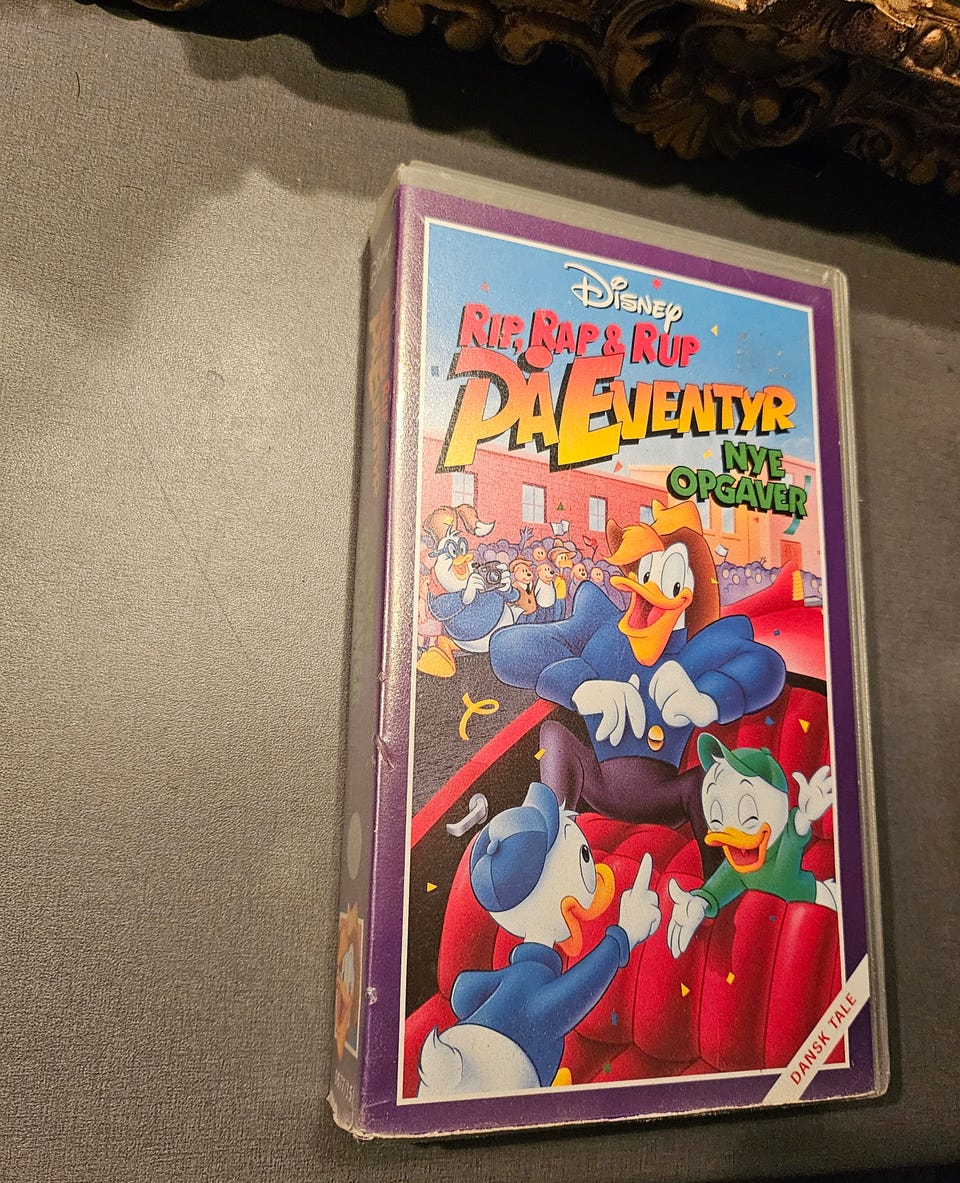 Disney
RIP, RAP & RUP
PÅ EVENTYR
NYE
OPGAVER
DANSK TALE